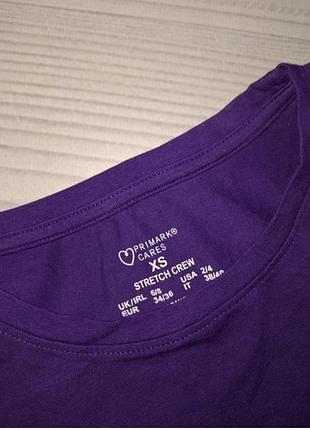 PRIMARK®
CARES
XS
STRETCH CREW
UK/IRL 6/8 USA 2/4
EUR 34/36 IT 38/40